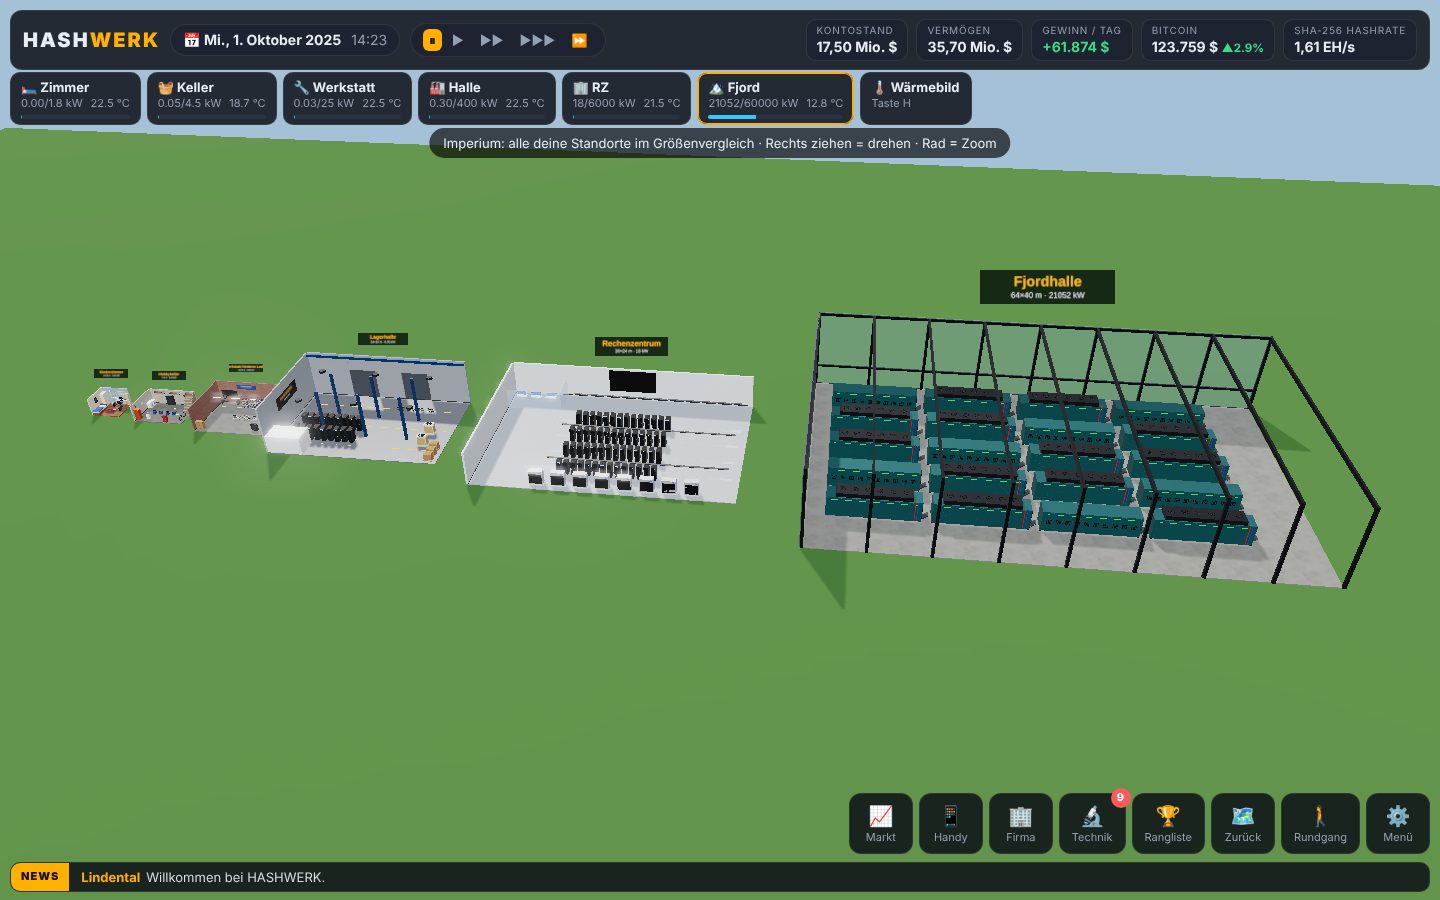 HASHWERK
Mi., 1. Oktober 2025 14:23
KONTOSTAND
17,50 Mio. $
VERMÖGEN
35,70 Mio. $
GEWINN / TAG
+61.874 $
BITCOIN
123.759 $ ▲2.9%
SHA-256 HASHRATE
1,61 EH/s
Zimmer
0.00/1.8 kW 22.5 °C
Keller
0.05/4.5 kW 18.7 °C
Werkstatt
0.03/25 kW 22.5 °C
Halle
0.30/400 kW 22.5 °C
RZ
18/6000 kW 21.5 °C
Fjord
21052/60000 kW 12.8 °C
Wärmebild
Taste H
Imperium: alle deine Standorte im Größenvergleich · Rechts ziehen = drehen · Rad = Zoom
Fjordhalle
64×40 m · 21052 kW
Lagerhalle
Rechenzentrum
9
Markt
Handy
Firma
Technik
Rangliste
Zurück
Rundgang
Menü
NEWS Lindental Willkommen bei HASHWERK.